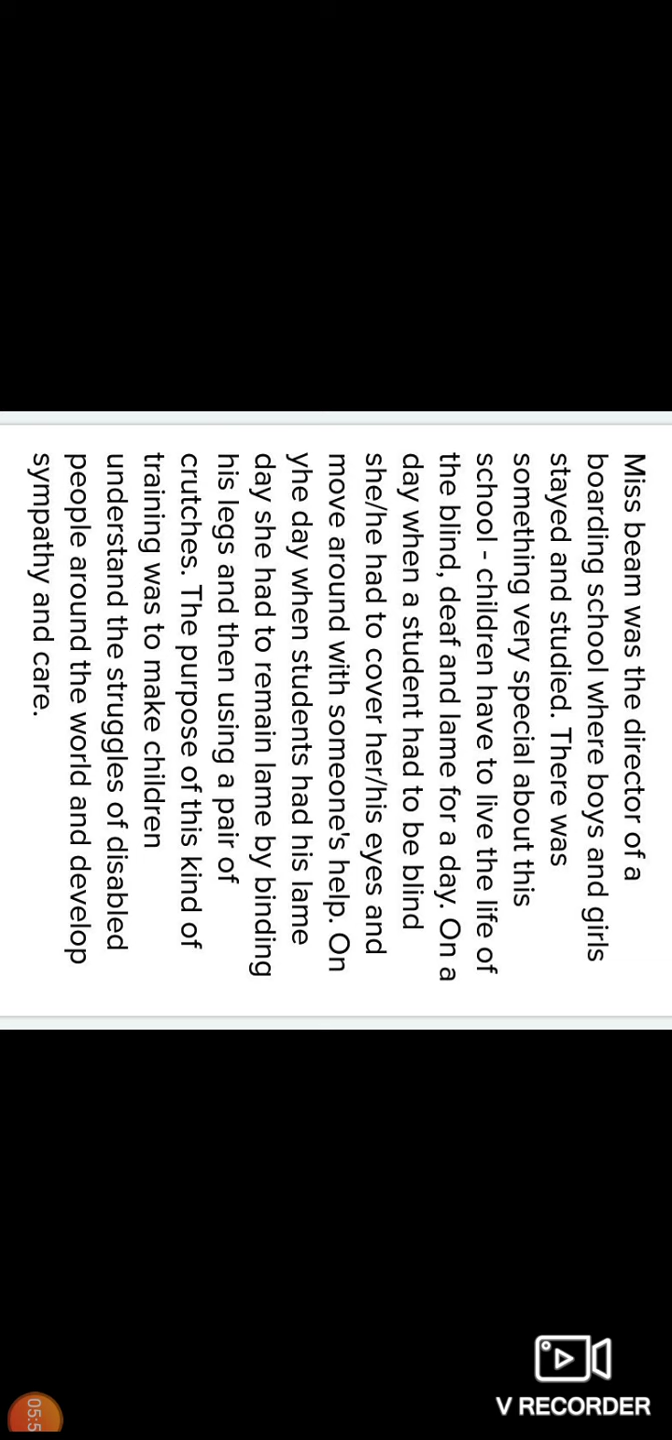 Miss beam was the director of a
boarding school where boys and girls
stayed and studied. There was
something very special about this
school - children have to live the life of
the blind, deaf and lame for a day. On a
day when a student had to be blind
she/he had to cover her/his eyes and
move around with someone's help. On
yhe day when students had his lame
day she had to remain lame by binding
his legs and then using a pair of
crutches. The purpose of this kind of
training was to make children
understand the struggles of disabled
people around the world and develop
sympathy and care.
V RECORDER